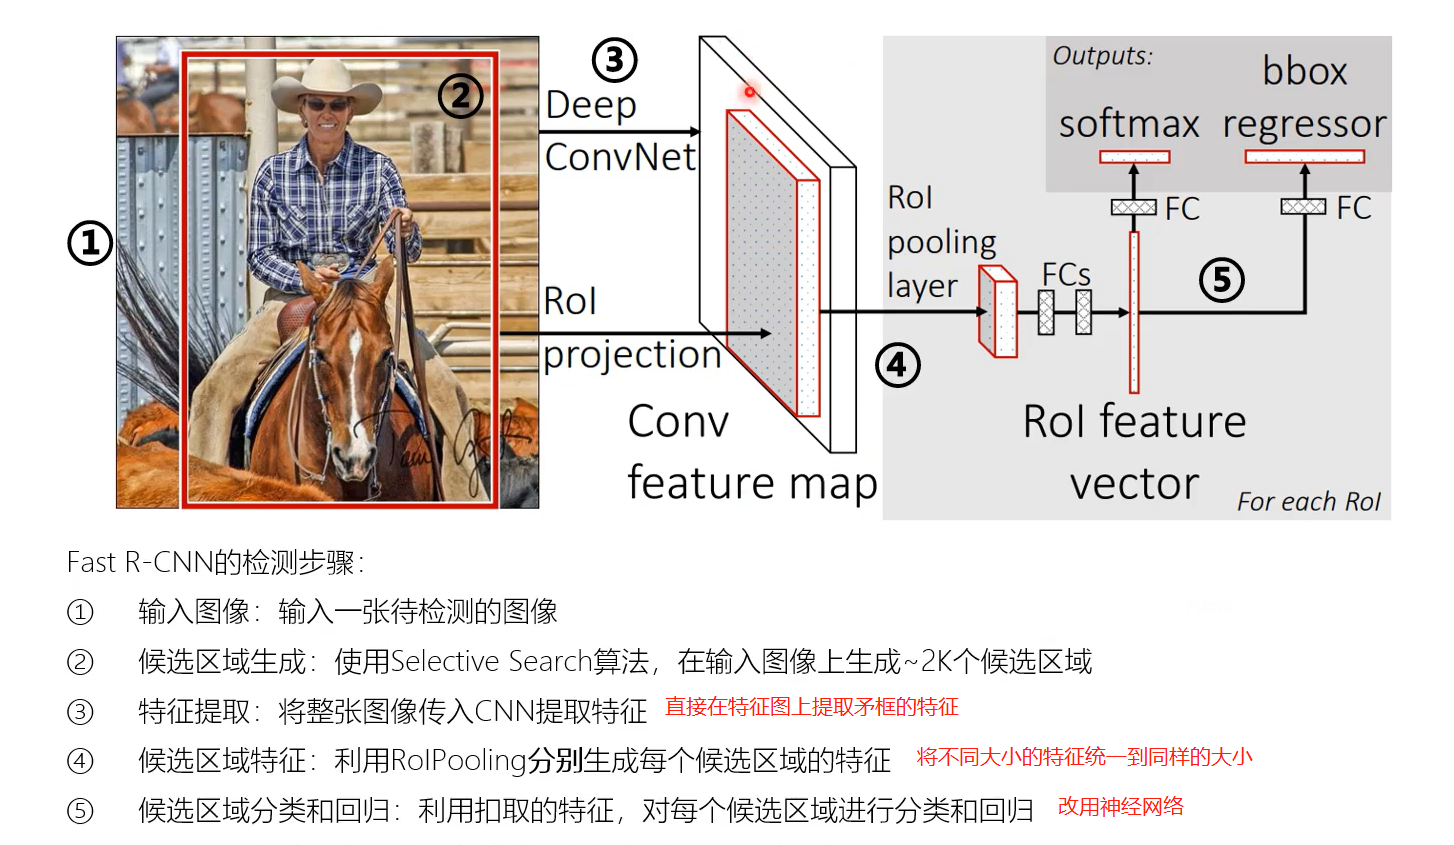 ①
②
③
Deep
ConvNet
RoI
projection
Conv
feature map
④
RoI
pooling
layer
FCs
RoI feature
vector
⑤
Outputs:
softmax
bbox
regressor
FC
FC
For each RoI
Fast R-CNN的检测步骤：
① 输入图像：输入一张待检测的图像
② 候选区域生成：使用Selective Search算法，在输入图像上生成~2K个候选区域
③ 特征提取：将整张图像传入CNN提取特征 直接在特征图上提取矛框的特征
④ 候选区域特征：利用RoIPooling分别生成每个候选区域的特征 将不同大小的特征统一到同样的大小
⑤ 候选区域分类和回归：利用扣取的特征，对每个候选区域进行分类和回归 改用神经网络